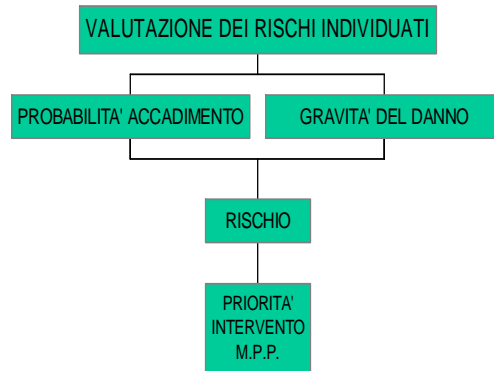 VALUTAZIONE DEI RISCHI INDIVIDUATI
PROBABILITA' ACCADIMENTO
GRAVITA' DEL DANNO
RISCHIO
PRIORITA'
INTERVENTO
M.P.P.